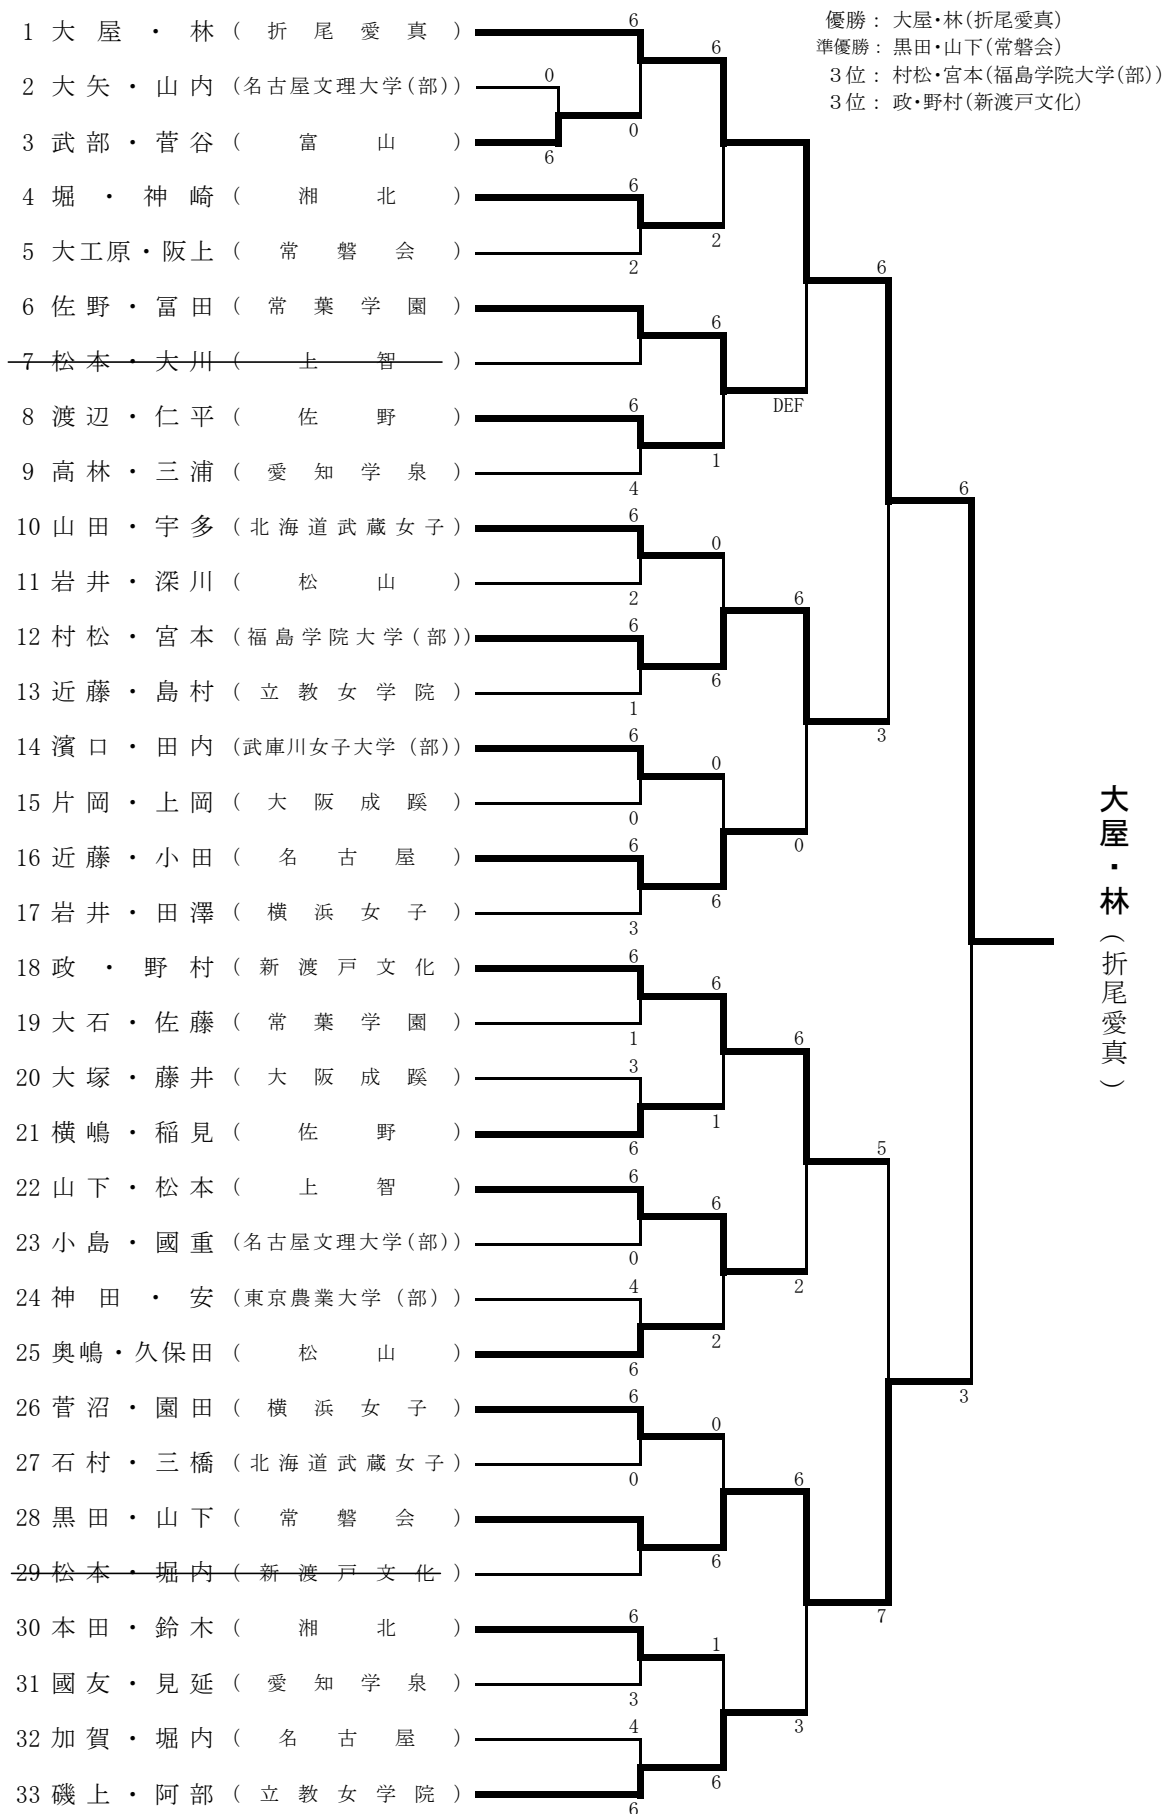 優勝： 大屋・林(折尾愛真)
準優勝： 黒田・山下(常磐会)
３位： 村松・宮本(福島学院大学(部))
３位： 政・野村(新渡戸文化)
1 大屋・林 (折尾愛真) 6
6
2 大矢・山内 (名古屋文理大学(部)) 0
0
3 武部・菅谷 (富山) 6
4 堀・神崎 (湘北) 6
2
5 大工原・阪上 (常磐会) 2
6
6 佐野・冨田 (常葉学園)
6
7 松本・大川 (上智)
DEF
8 渡辺・仁平 (佐野) 6
1
9 高林・三浦 (愛知学泉) 4
6
10 山田・宇多 (北海道武蔵女子) 6
0
11 岩井・深川 (松山) 2
6
12 村松・宮本 (福島学院大学(部)) 6
6
13 近藤・島村 (立教女学院) 1
3
14 濱口・田内 (武庫川女子大学(部)) 6
0
15 片岡・上岡 (大阪成蹊) 0
0
16 近藤・小田 (名古屋) 6
6
17 岩井・田澤 (横浜女子) 3
大屋・林(折尾愛真)
18 政・野村 (新渡戸文化) 6
6
19 大石・佐藤 (常葉学園) 1
6
20 大塚・藤井 (大阪成蹊) 3
1
21 横嶋・稲見 (佐野) 6
5
22 山下・松本 (上智) 6
6
23 小島・國重 (名古屋文理大学(部)) 0
2
24 神田・安 (東京農業大学(部)) 4
2
25 奥嶋・久保田 (松山) 6
3
26 菅沼・園田 (横浜女子) 6
0
27 石村・三橋 (北海道武蔵女子) 0
6
28 黒田・山下 (常磐会)
6
29 松本・堀内 (新渡戸文化)
7
30 本田・鈴木 (湘北) 6
1
31 國友・見延 (愛知学泉) 3
3
32 加賀・堀内 (名古屋) 4
6
33 磯上・阿部 (立教女学院) 6